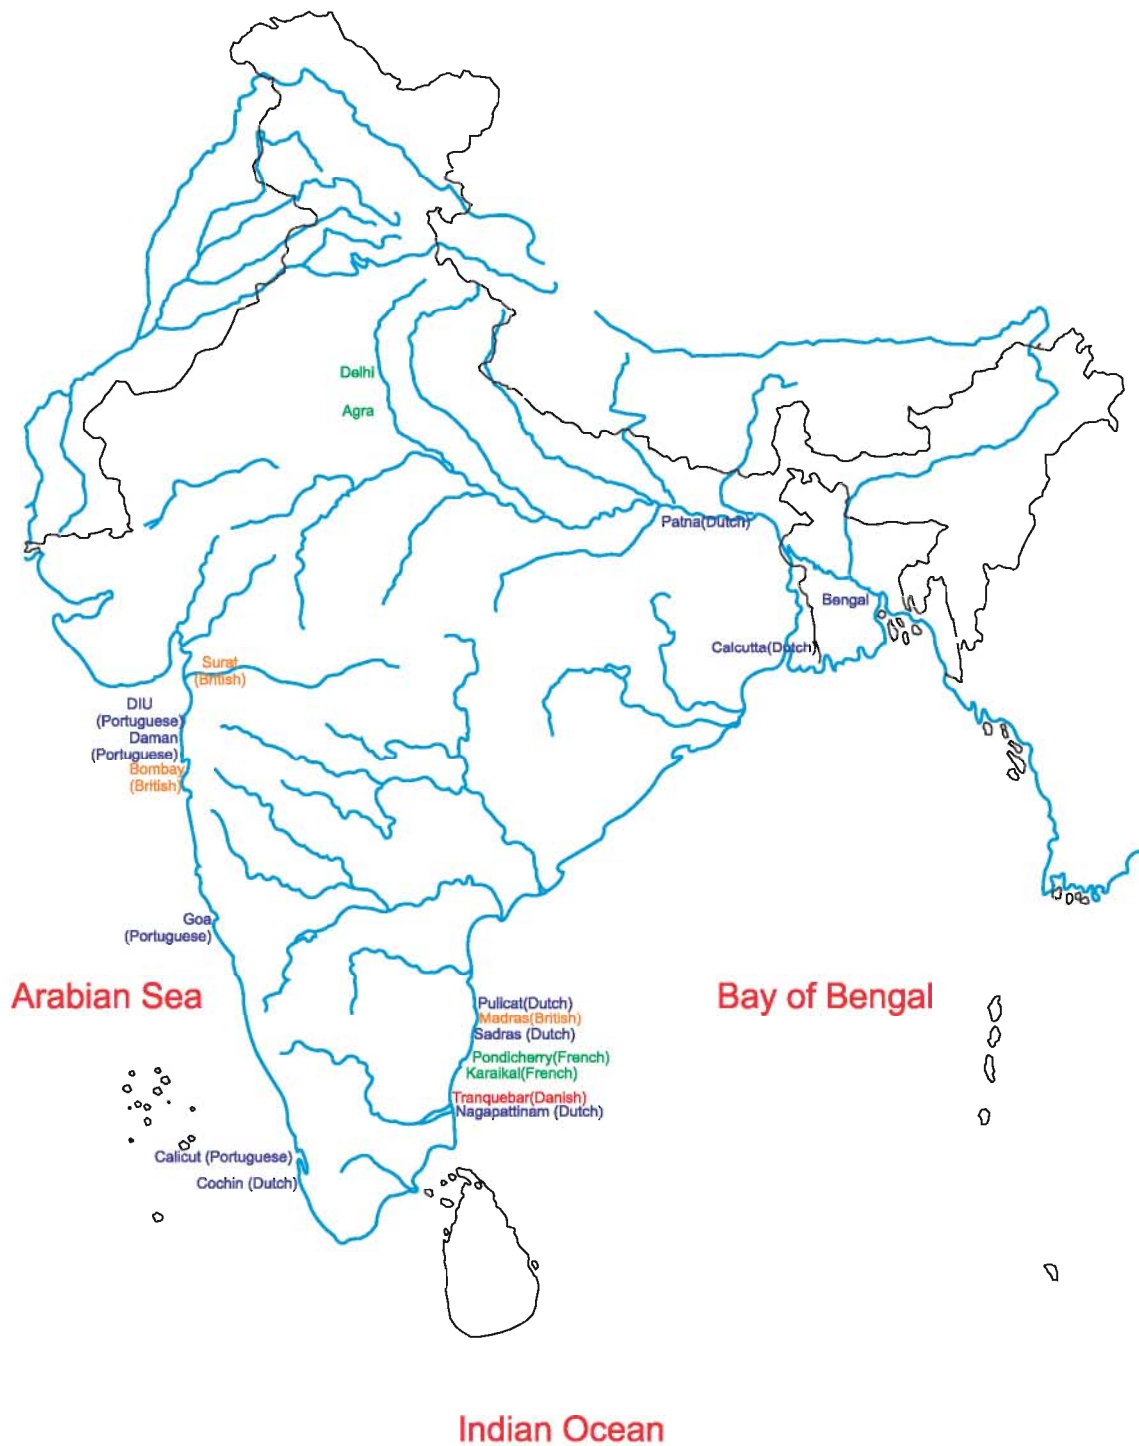 Delhi
Agra
Patna(Dutch)
Bengal
Calcutta(Dutch)
Surat
(British)
DIU
(Portuguese)
Daman
(Portuguese)
Bombay
(British)
Goa
(Portuguese)
Arabian Sea
Bay of Bengal
Pulicat(Dutch)
Madras(British)
Sadras (Dutch)
Pondicherry(French)
Karaikal(French)
Tranquebar(Danish)
Nagapattinam (Dutch)
Calicut (Portuguese)
Cochin (Dutch)
Indian Ocean